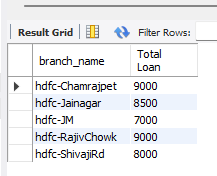 Result Grid Filter Rows:
branch_name Total Loan
hdfc-Chamrajpet 9000
hdfc-Jainagar 8500
hdfc-JM 7000
hdfc-RajivChowk 9000
hdfc-ShivajiRd 8000